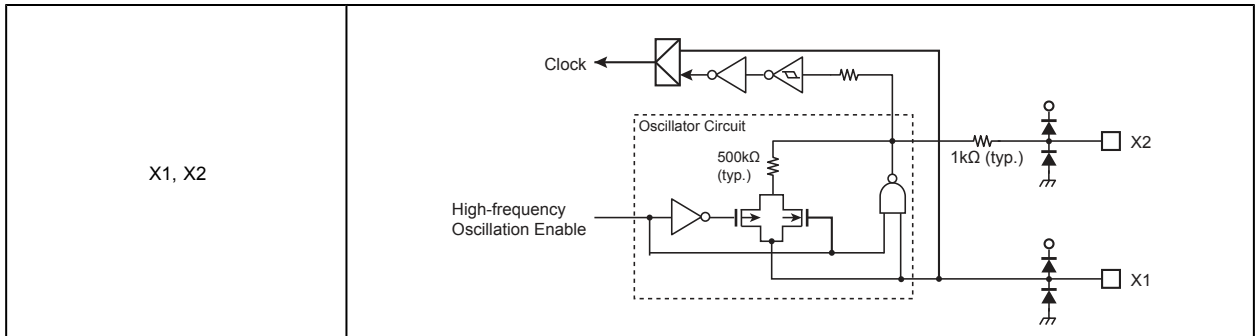 X1, X2
Clock
Oscillator Circuit
500kΩ
(typ.)
1kΩ (typ.)
X2
High-frequency
Oscillation Enable
X1